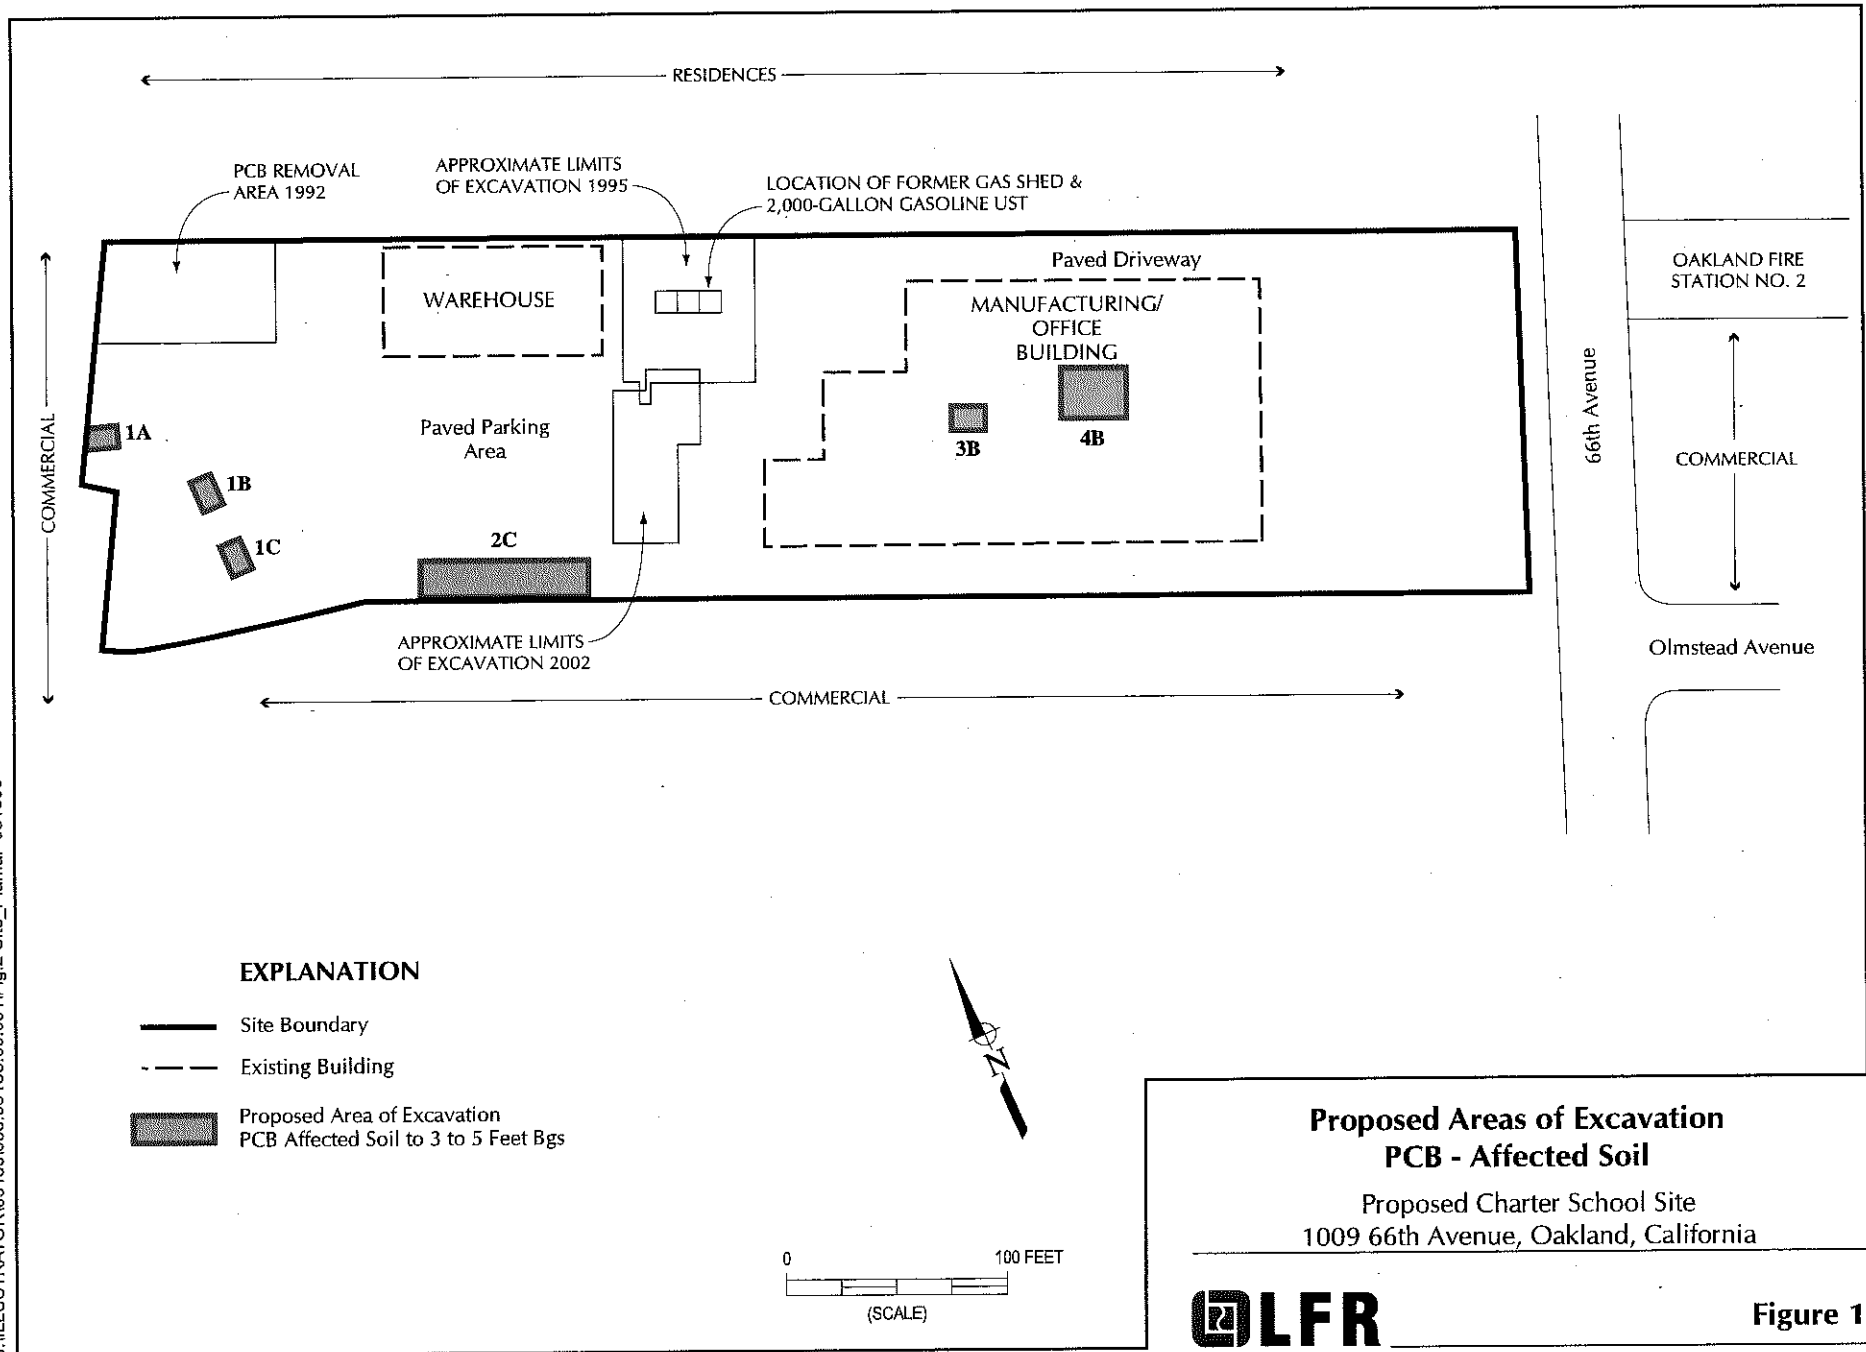 RESIDENCES
PCB REMOVAL
AREA 1992
APPROXIMATE LIMITS
OF EXCAVATION 1995
LOCATION OF FORMER GAS SHED &
2,000-GALLON GASOLINE UST
Paved Driveway
OAKLAND FIRE
STATION NO. 2
WAREHOUSE
MANUFACTURING/
OFFICE
BUILDING
COMMERCIAL
1A
Paved Parking
Area
3B
4B
66th Avenue
COMMERCIAL
1B
1C
2C
APPROXIMATE LIMITS
OF EXCAVATION 2002
COMMERCIAL
Olmstead Avenue
EXPLANATION
Site Boundary
Existing Building
Proposed Area of Excavation
PCB Affected Soil to 3 to 5 Feet Bgs
N
0 100 FEET
(SCALE)
Proposed Areas of Excavation
PCB - Affected Soil
Proposed Charter School Site
1009 66th Avenue, Oakland, California
LFR
Figure 1